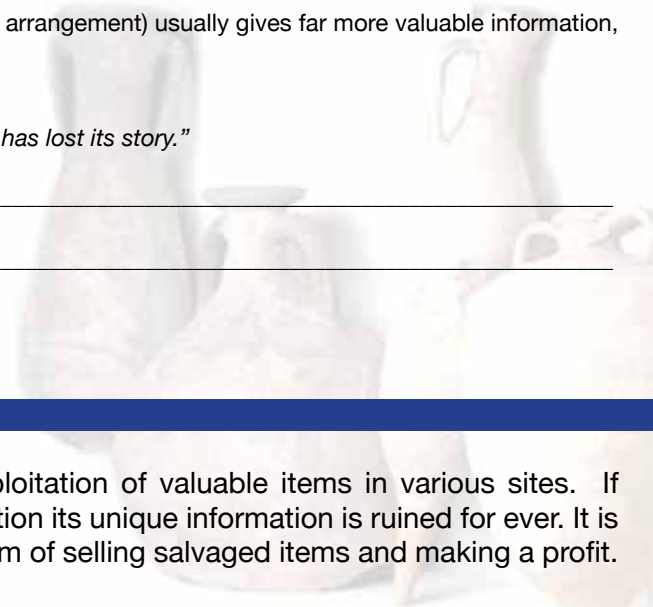 arrangement) usually gives far more valuable information,
has lost its story.”
ploitation of valuable items in various sites. If
tion its unique information is ruined for ever. It is
m of selling salvaged items and making a profit.